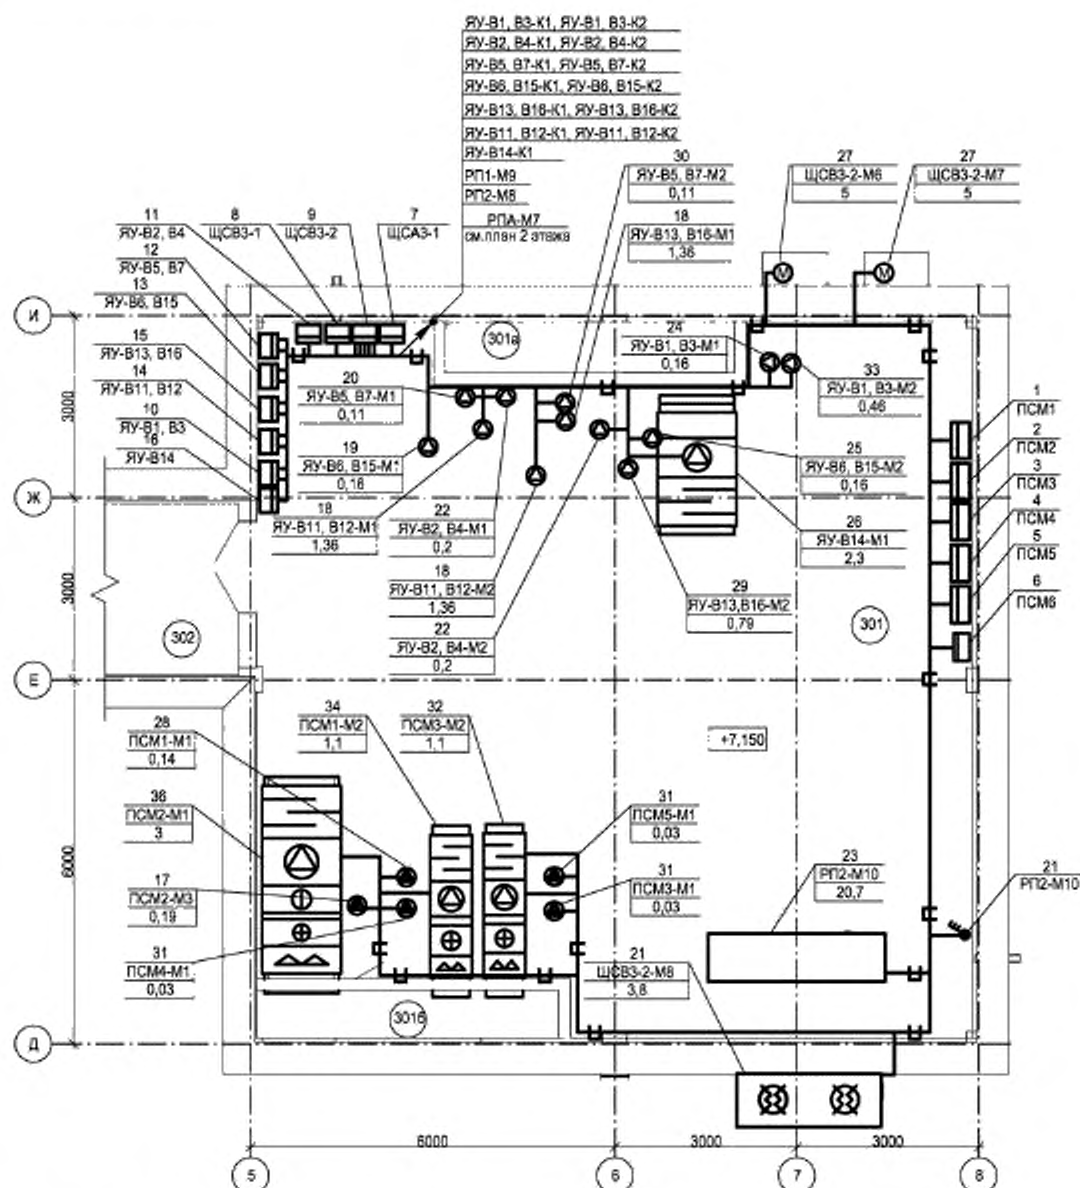 ЯУ-В1, В3-К1, ЯУ-В1, В3-К2
ЯУ-В2, В4-К1, ЯУ-В2, В4-К2
ЯУ-В5, В7-К1, ЯУ-В5, В7-К2
ЯУ-В6, В15-К1, ЯУ-В6, В15-К2
ЯУ-В13, В16-К1, ЯУ-В13, В16-К2
ЯУ-В11, В12-К1, ЯУ-В11, В12-К2
ЯУ-В14-К1
РП1-М9
РП2-М8
РПА-М7
см.план 2 этажа
30
ЯУ-В5, В7-М2
0,11
18
ЯУ-В13, В16-М1
1,36
27
ЩСВ3-2-М6
5
27
ЩСВ3-2-М7
5
11
ЯУ-В2, В4
8
ЩСВ3-1
9
ЩСВ3-2
7
ЩСА3-1
12
ЯУ-В5, В7
13
ЯУ-В6, В15
15
ЯУ-В13, В16
14
ЯУ-В11, В12
10
ЯУ-В1, В3
16
ЯУ-В14
М
М
И
301а
24
ЯУ-В1, В3-М1
0,16
33
ЯУ-В1, В3-М2
0,46
20
ЯУ-В5, В7-М1
0,11
19
ЯУ-В6, В15-М1
0,16
18
ЯУ-В11, В12-М1
1,36
22
ЯУ-В2, В4-М1
0,2
18
ЯУ-В11, В12-М2
1,36
22
ЯУ-В2, В4-М2
0,2
25
ЯУ-В6, В15-М2
0,16
26
ЯУ-В14-М1
2,3
29
ЯУ-В13,В16-М2
0,79
1
ПСМ1
2
ПСМ2
3
ПСМ3
4
ПСМ4
5
ПСМ5
6
ПСМ6
3000
Ж
3000
302
301
Е
+7,150
28
ПСМ1-М1
0,14
34
ПСМ1-М2
1,1
32
ПСМ3-М2
1,1
36
ПСМ2-М1
3
17
ПСМ2-М3
0,19
31
ПСМ4-М1
0,03
31
ПСМ5-М1
0,03
31
ПСМ3-М1
0,03
23
РП2-М10
20,7
21
РП2-М10
21
ЩСВ3-2-М8
3,8
6000
301б
Д
6000
3000
3000
5
6
7
8